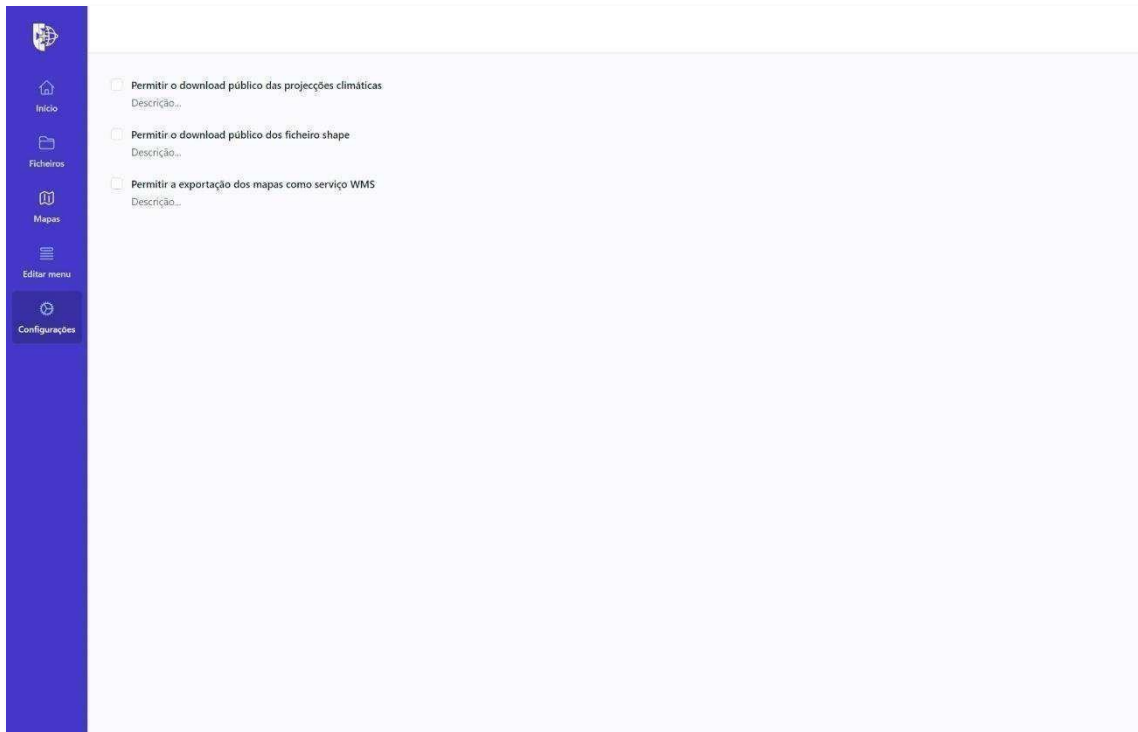 Início
Ficheiros
Mapas
Editar menu
Configurações
Permitir o download público das projecções climáticas
Descrição...
Permitir o download público dos ficheiro shape
Descrição...
Permitir a exportação dos mapas como serviço WMS
Descrição...